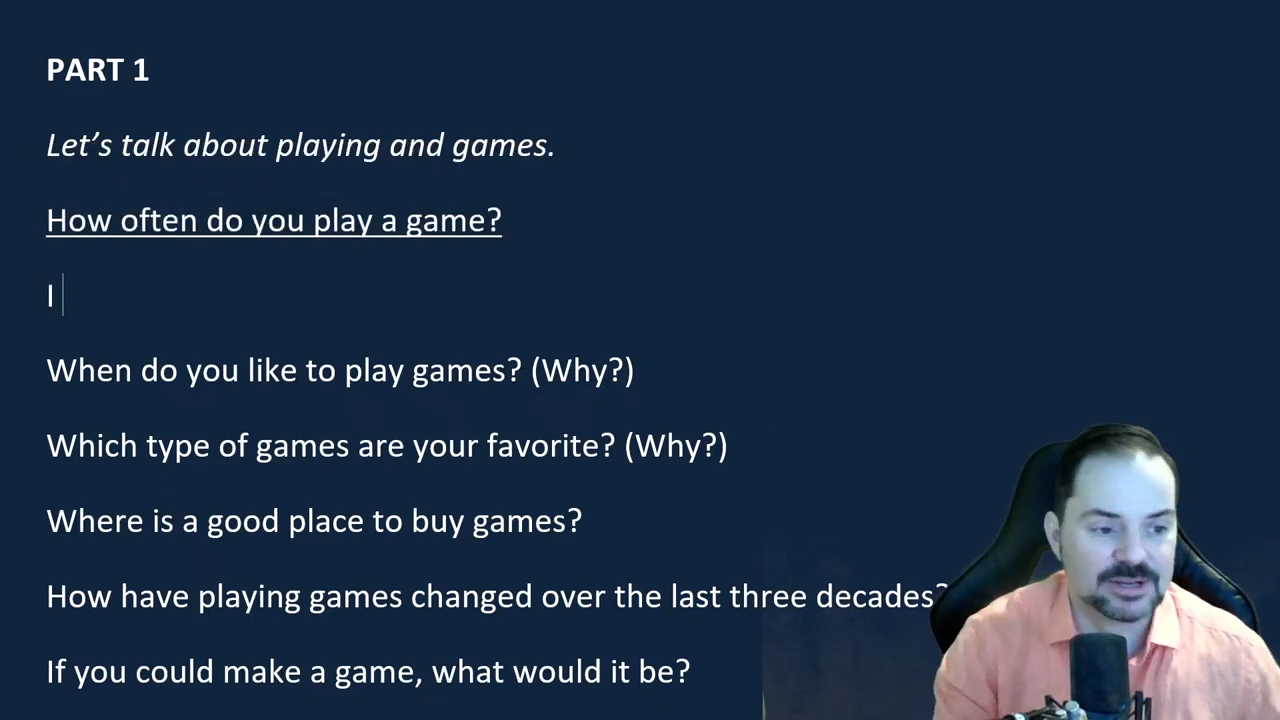 PART 1
Let’s talk about playing and games.
How often do you play a game?
I
When do you like to play games? (Why?)
Which type of games are your favorite? (Why?)
Where is a good place to buy games?
How have playing games changed over the last three decades?
If you could make a game, what would it be?